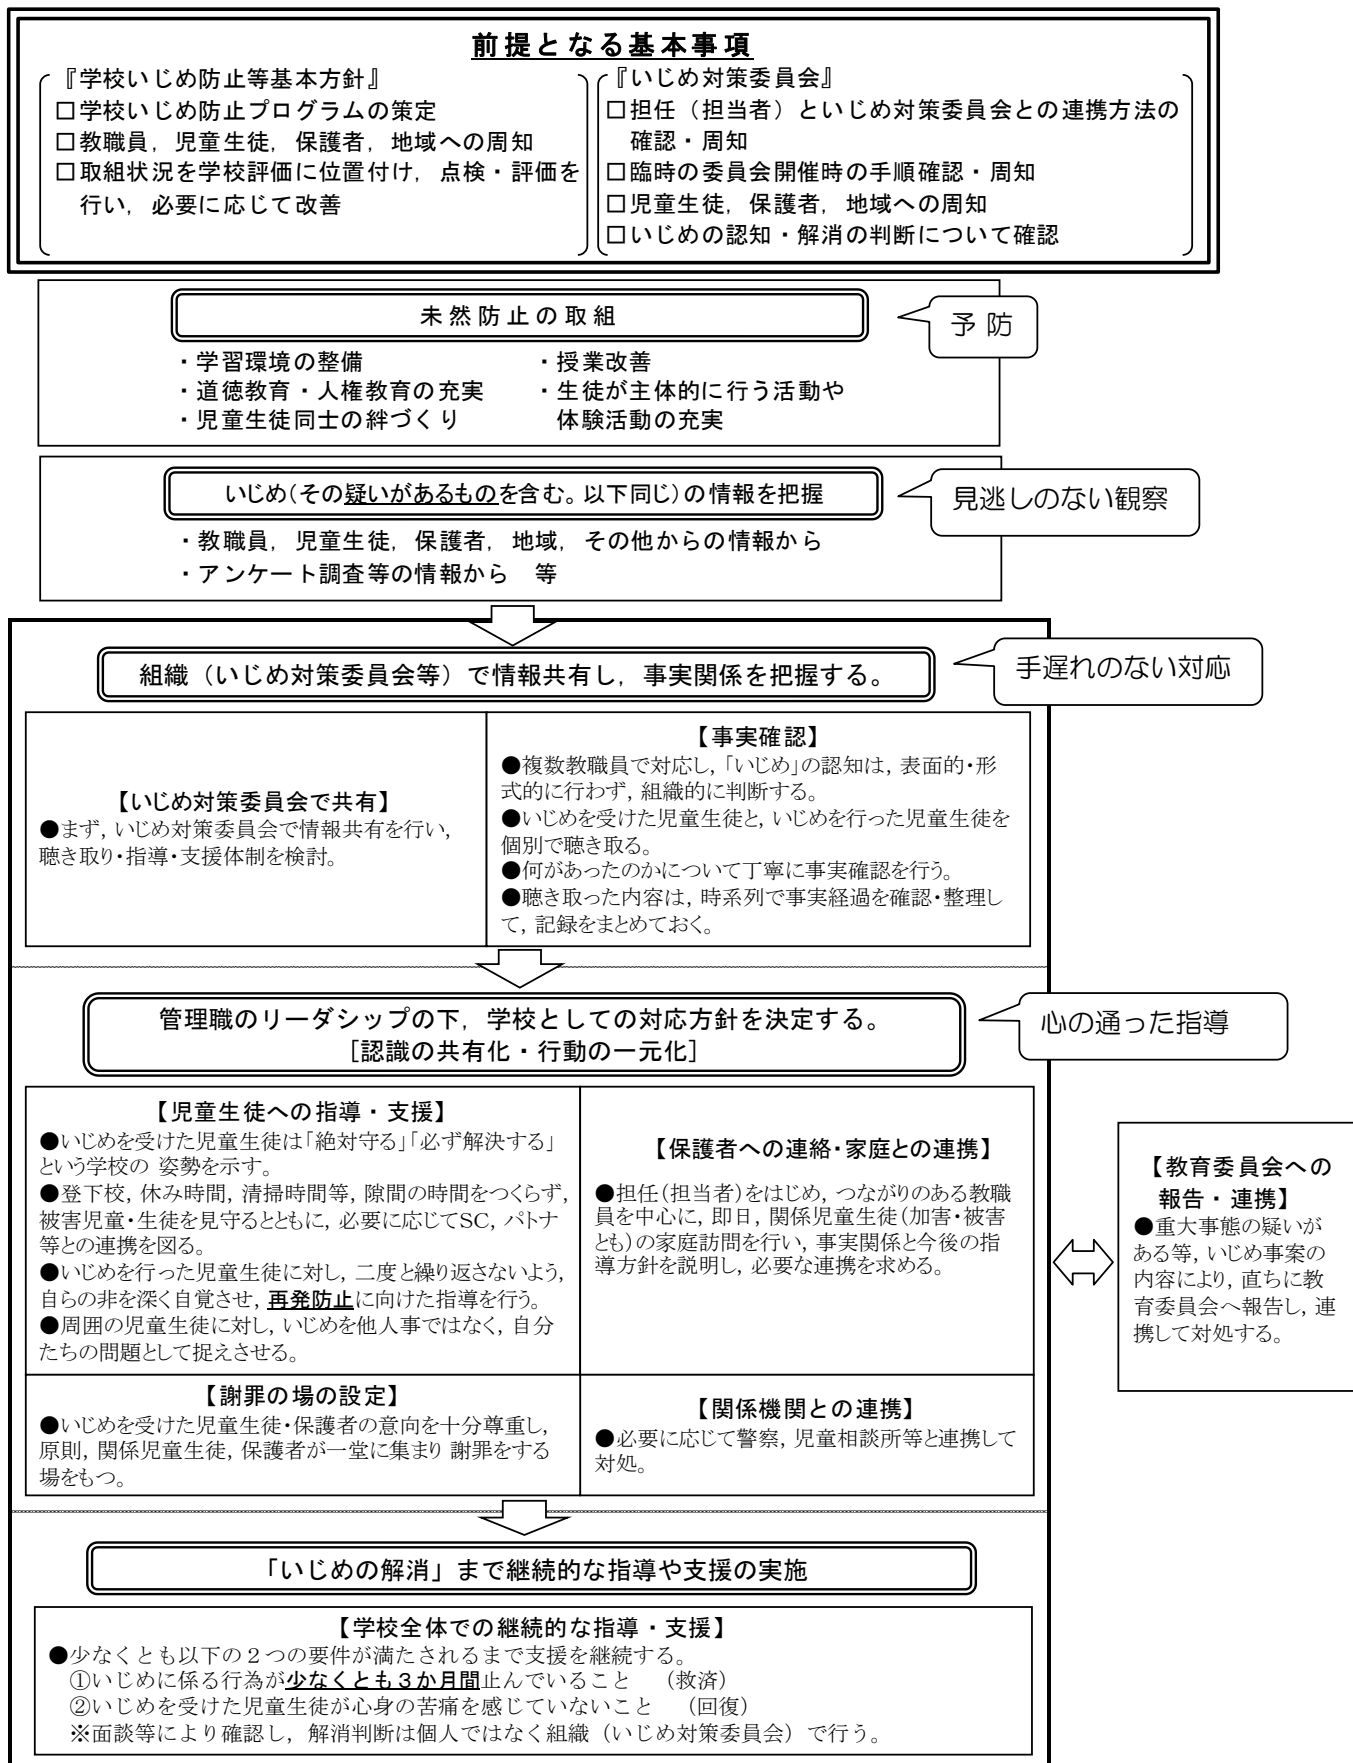 前提となる基本事項
『学校いじめ防止等基本方針』
□学校いじめ防止プログラムの策定
□教職員，児童生徒，保護者，地域への周知
□取組状況を学校評価に位置付け，点検・評価を
行い，必要に応じて改善
『いじめ対策委員会』
□担任（担当者）といじめ対策委員会との連携方法の
確認・周知
□臨時の委員会開催時の手順確認・周知
□児童生徒，保護者，地域への周知
□いじめの認知・解消の判断について確認
未然防止の取組
予 防
・学習環境の整備
・道徳教育・人権教育の充実
・児童生徒同士の絆づくり
・授業改善
・生徒が主体的に行う活動や
体験活動の充実
いじめ（その疑いがあるものを含む。以下同じ）の情報を把握
見逃しのない観察
・教職員，児童生徒，保護者，地域，その他からの情報から
・アンケート調査等の情報から　等
組織（いじめ対策委員会等）で情報共有し，事実関係を把握する。
手遅れのない対応
【いじめ対策委員会で共有】
●まず，いじめ対策委員会で情報共有を行い，
聴き取り・指導・支援体制を検討。
【事実確認】
●複数教職員で対応し，「いじめ」の認知は，表面的・形
式的に行わず，組織的に判断する。
●いじめを受けた児童生徒と，いじめを行った児童生徒を
個別で聴き取る。
●何があったのかについて丁寧に事実確認を行う。
●聴き取った内容は，時系列で事実経過を確認・整理し
て，記録をまとめておく。
管理職のリーダシップの下，学校としての対応方針を決定する。
［認識の共有化・行動の一元化］
心の通った指導
【児童生徒への指導・支援】
●いじめを受けた児童生徒は「絶対守る」「必ず解決する」
という学校の 姿勢を示す。
●登下校，休み時間，清掃時間等，隙間の時間をつくらず，
被害児童・生徒を見守るとともに，必要に応じてSC，パトナ
等との連携を図る。
●いじめを行った児童生徒に対し，二度と繰り返さないよう，
自らの非を深く自覚させ，再発防止に向けた指導を行う。
●周囲の児童生徒に対し，いじめを他人事ではなく，自分
たちの問題として捉えさせる。
【保護者への連絡・家庭との連携】
●担任（担当者）をはじめ，つながりのある教職
員を中心に，即日，関係児童生徒（加害・被害
とも）の家庭訪問を行い，事実関係と今後の指
導方針を説明し，必要な連携を求める。
【教育委員会への
報告・連携】
●重大事態の疑いが
ある等，いじめ事案の
内容により，直ちに教
育委員会へ報告し，連
携して対処する。
【謝罪の場の設定】
●いじめを受けた児童生徒・保護者の意向を十分尊重し，
原則，関係児童生徒，保護者が一堂に集まり 謝罪をする
場をもつ。
【関係機関との連携】
●必要に応じて警察，児童相談所等と連携して
対処。
「いじめの解消」まで継続的な指導や支援の実施
【学校全体での継続的な指導・支援】
●少なくとも以下の２つの要件が満たされるまで支援を継続する。
①いじめに係る行為が少なくとも３か月間止んでいること　（救済）
②いじめを受けた児童生徒が心身の苦痛を感じていないこと　（回復）
※面談等により確認し，解消判断は個人ではなく組織（いじめ対策委員会）で行う。